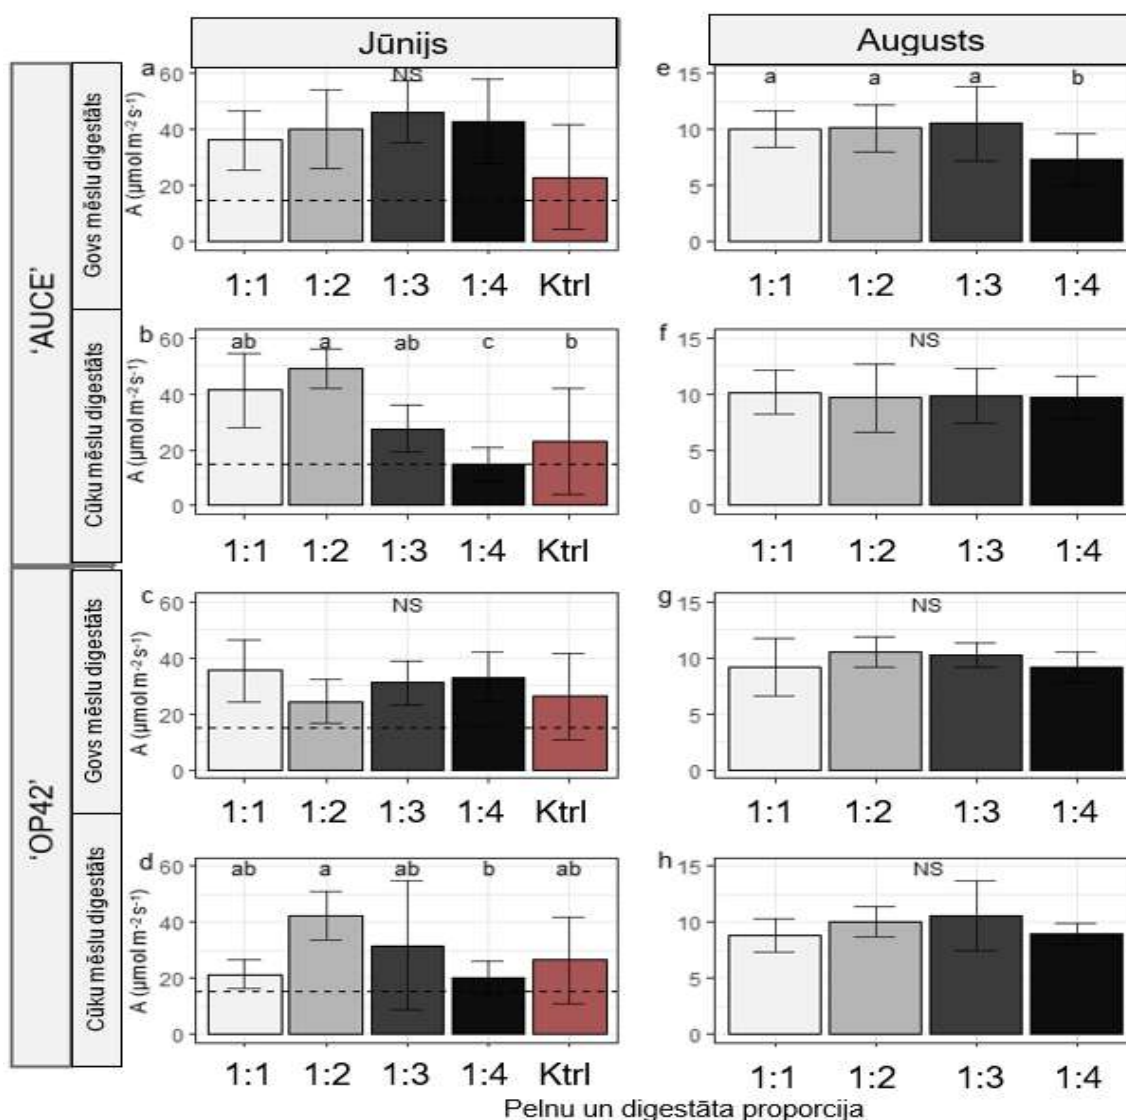 Jūnijs
Augusts
'AUCE'
Govs mēslu digestāts
a
A (µmol m⁻² s⁻¹)
60
40
20
0
NS
1:1 1:2 1:3 1:4 Ktrl
e
15
10
5
0
a a a b
1:1 1:2 1:3 1:4
Cūku mēslu digestāts
b
A (µmol m⁻² s⁻¹)
60
40
20
0
ab a ab c b
1:1 1:2 1:3 1:4 Ktrl
f
15
10
5
0
NS
1:1 1:2 1:3 1:4
'OP42'
Govs mēslu digestāts
c
A (µmol m⁻² s⁻¹)
60
40
20
0
NS
1:1 1:2 1:3 1:4 Ktrl
g
15
10
5
0
NS
1:1 1:2 1:3 1:4
Cūku mēslu digestāts
d
A (µmol m⁻² s⁻¹)
60
40
20
0
ab a ab b ab
1:1 1:2 1:3 1:4 Ktrl
h
15
10
5
0
NS
1:1 1:2 1:3 1:4
Pelnu un digestāta proporcija